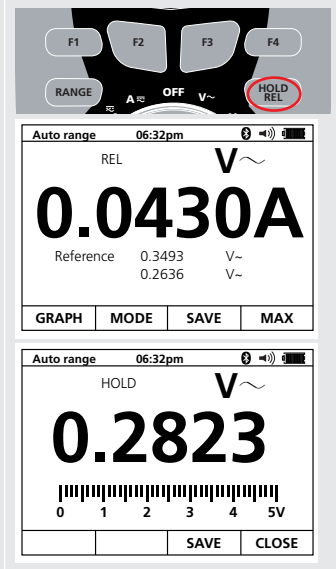 F1 F2 F3 F4
RANGE A OFF V~ HOLD
REL
Auto range 06:32pm
REL V~
0.0430A
Reference 0.3493 V~
0.2636 V~
GRAPH MODE SAVE MAX
Auto range 06:32pm
HOLD V~
0.2823
0 1 2 3 4 5V
SAVE CLOSE